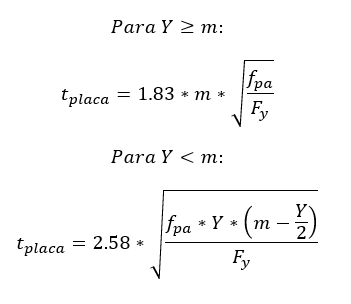 Para Y ≥ m:
t_placa = 1.83 * m * √(f_pa / F_y)
Para Y < m:
t_placa = 2.58 * √((f_pa * Y * (m − Y/2)) / F_y)